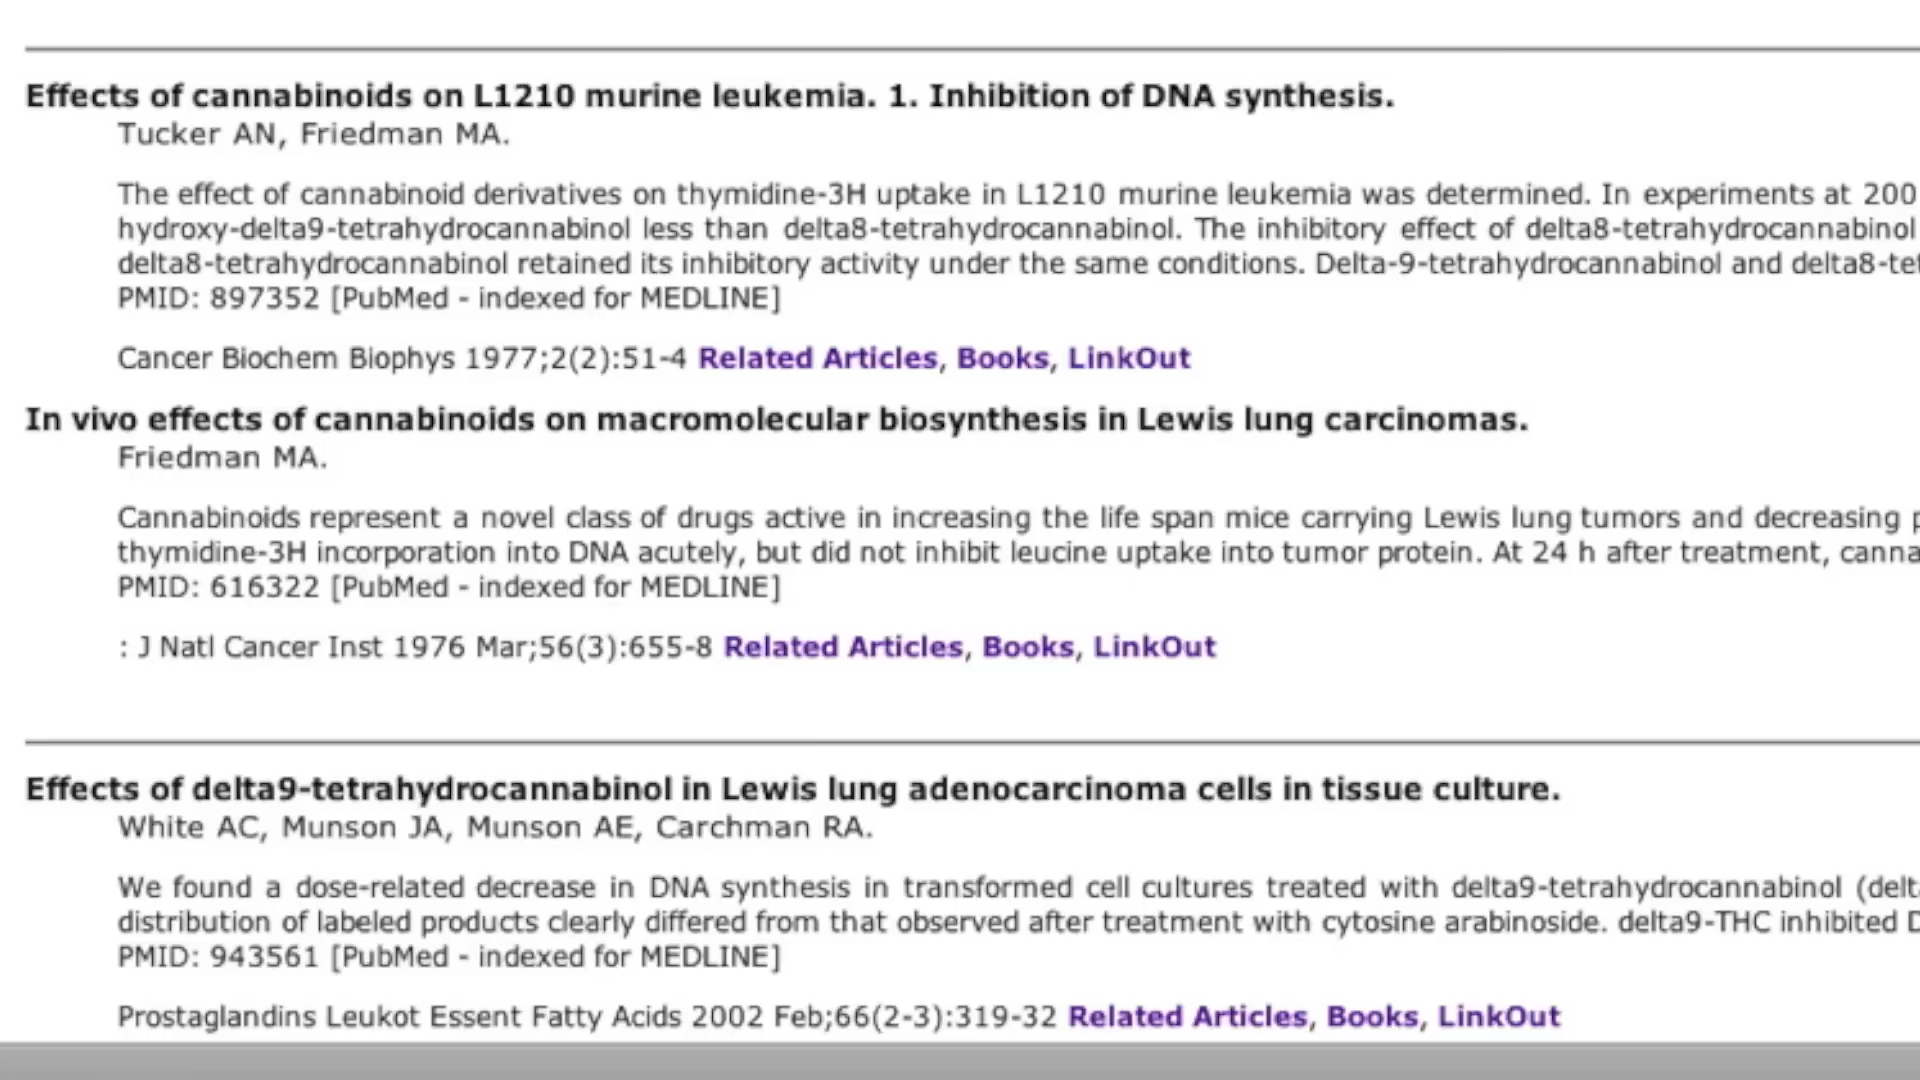 Effects of cannabinoids on L1210 murine leukemia. 1. Inhibition of DNA synthesis.
Tucker AN, Friedman MA.
The effect of cannabinoid derivatives on thymidine-3H uptake in L1210 murine leukemia was determined. In experiments at 200
hydroxy-delta9-tetrahydrocannabinol less than delta8-tetrahydrocannabinol. The inhibitory effect of delta8-tetrahydrocannabinol
delta8-tetrahydrocannabinol retained its inhibitory activity under the same conditions. Delta-9-tetrahydrocannabinol and delta8-te
PMID: 897352 [PubMed - indexed for MEDLINE]
Cancer Biochem Biophys 1977;2(2):51-4 Related Articles, Books, LinkOut
In vivo effects of cannabinoids on macromolecular biosynthesis in Lewis lung carcinomas.
Friedman MA.
Cannabinoids represent a novel class of drugs active in increasing the life span mice carrying Lewis lung tumors and decreasing p
thymidine-3H incorporation into DNA acutely, but did not inhibit leucine uptake into tumor protein. At 24 h after treatment, canna
PMID: 616322 [PubMed - indexed for MEDLINE]
: J Natl Cancer Inst 1976 Mar;56(3):655-8 Related Articles, Books, LinkOut
Effects of delta9-tetrahydrocannabinol in Lewis lung adenocarcinoma cells in tissue culture.
White AC, Munson JA, Munson AE, Carchman RA.
We found a dose-related decrease in DNA synthesis in transformed cell cultures treated with delta9-tetrahydrocannabinol (delt
distribution of labeled products clearly differed from that observed after treatment with cytosine arabinoside. delta9-THC inhibited D
PMID: 943561 [PubMed - indexed for MEDLINE]
Prostaglandins Leukot Essent Fatty Acids 2002 Feb;66(2-3):319-32 Related Articles, Books, LinkOut